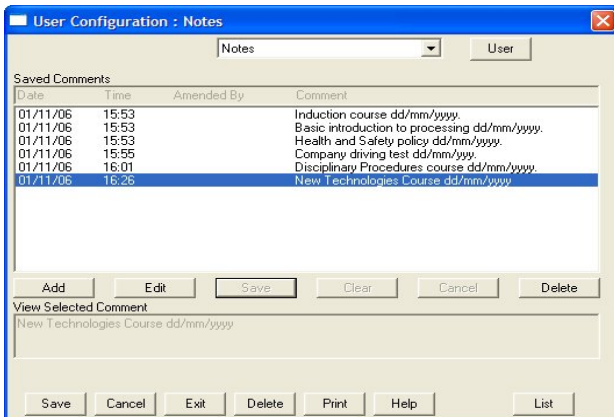 User Configuration : Notes
Notes User
Saved Comments
Date Time Amended By Comment
01/11/06 15:53 Induction course dd/mm/yyyy.
01/11/06 15:53 Basic introduction to processing dd/mm/yyyy.
01/11/06 15:53 Health and Safety policy dd/mm/yyyy.
01/11/06 15:55 Company driving test dd/mm/yyy.
01/11/06 16:01 Disciplinary Procedures course dd/mm/yyyy.
01/11/06 16:26 New Technologies Course dd/mm/yyyy
Add Edit Save Clear Cancel Delete
View Selected Comment
New Technologies Course dd/mm/yyyy
Save Cancel Exit Delete Print Help List